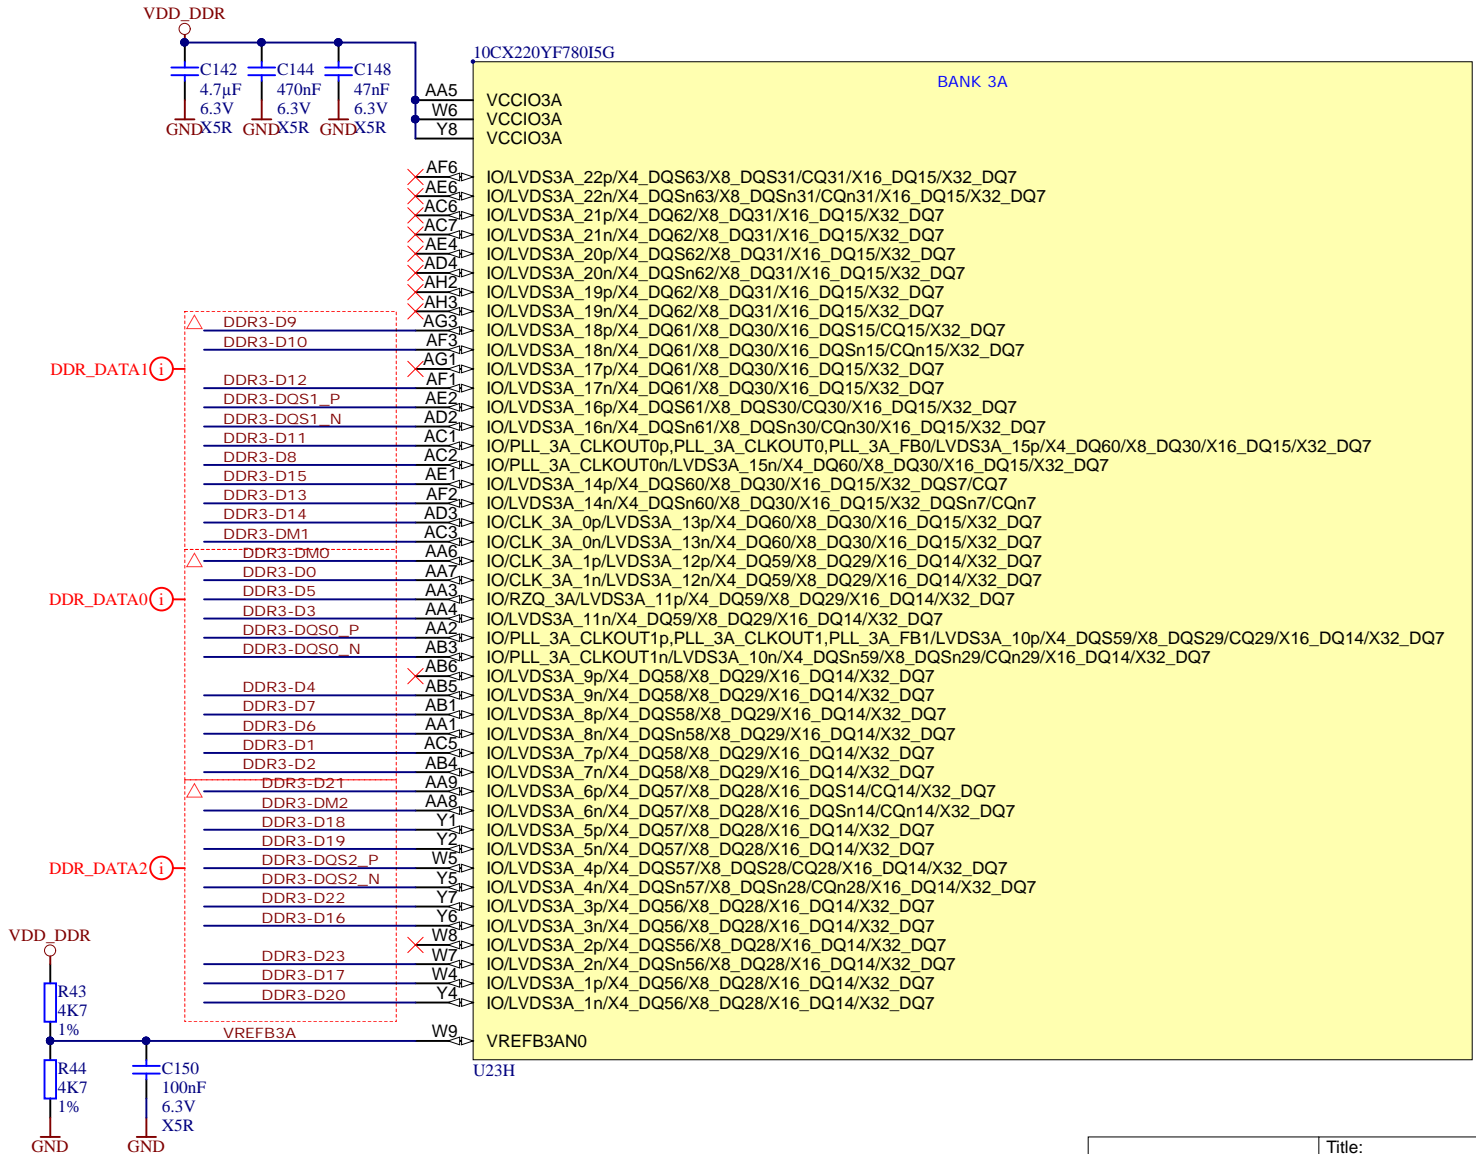 VDD_DDR
C142
4.7µF
6.3V
X5R
GND
C144
470nF
6.3V
X5R
GND
C148
47nF
6.3V
X5R
GND
10CX220YF780I5G
BANK 3A
AA5 VCCIO3A
W6 VCCIO3A
Y8 VCCIO3A
AF6 IO/LVDS3A_22p/X4_DQS63/X8_DQS31/CQ31/X16_DQ15/X32_DQ7
AE6 IO/LVDS3A_22n/X4_DQSn63/X8_DQSn31/CQn31/X16_DQ15/X32_DQ7
AC6 IO/LVDS3A_21p/X4_DQ62/X8_DQ31/X16_DQ15/X32_DQ7
AC7 IO/LVDS3A_21n/X4_DQ62/X8_DQ31/X16_DQ15/X32_DQ7
AE4 IO/LVDS3A_20p/X4_DQS62/X8_DQ31/X16_DQ15/X32_DQ7
AD4 IO/LVDS3A_20n/X4_DQSn62/X8_DQ31/X16_DQ15/X32_DQ7
AH2 IO/LVDS3A_19p/X4_DQ62/X8_DQ31/X16_DQ15/X32_DQ7
AH3 IO/LVDS3A_19n/X4_DQ62/X8_DQ31/X16_DQ15/X32_DQ7
DDR3-D9 AG3 IO/LVDS3A_18p/X4_DQ61/X8_DQ30/X16_DQS15/CQ15/X32_DQ7
DDR3-D10 AF3 IO/LVDS3A_18n/X4_DQ61/X8_DQ30/X16_DQSn15/CQn15/X32_DQ7
DDR_DATA1 i AG1 IO/LVDS3A_17p/X4_DQ61/X8_DQ30/X16_DQ15/X32_DQ7
DDR3-D12 AF1 IO/LVDS3A_17n/X4_DQ61/X8_DQ30/X16_DQ15/X32_DQ7
DDR3-DQS1_P AE2 IO/LVDS3A_16p/X4_DQS61/X8_DQS30/CQ30/X16_DQ15/X32_DQ7
DDR3-DQS1_N AD2 IO/LVDS3A_16n/X4_DQSn61/X8_DQSn30/CQn30/X16_DQ15/X32_DQ7
DDR3-D11 AC1 IO/PLL_3A_CLKOUT0p,PLL_3A_CLKOUT0,PLL_3A_FB0/LVDS3A_15p/X4_DQ60/X8_DQ30/X16_DQ15/X32_DQ7
DDR3-D8 AC2 IO/PLL_3A_CLKOUT0n/LVDS3A_15n/X4_DQ60/X8_DQ30/X16_DQ15/X32_DQ7
DDR3-D15 AE1 IO/LVDS3A_14p/X4_DQS60/X8_DQ30/X16_DQ15/X32_DQS7/CQ7
DDR3-D13 AF2 IO/LVDS3A_14n/X4_DQSn60/X8_DQ30/X16_DQ15/X32_DQSn7/CQn7
DDR3-D14 AD3 IO/CLK_3A_0p/LVDS3A_13p/X4_DQ60/X8_DQ30/X16_DQ15/X32_DQ7
DDR3-DM1 AC3 IO/CLK_3A_0n/LVDS3A_13n/X4_DQ60/X8_DQ30/X16_DQ15/X32_DQ7
DDR3-DM0 AA6 IO/CLK_3A_1p/LVDS3A_12p/X4_DQ59/X8_DQ29/X16_DQ14/X32_DQ7
DDR3-D0 AA7 IO/CLK_3A_1n/LVDS3A_12n/X4_DQ59/X8_DQ29/X16_DQ14/X32_DQ7
DDR_DATA0 i DDR3-D5 AA3 IO/RZQ_3A/LVDS3A_11p/X4_DQ59/X8_DQ29/X16_DQ14/X32_DQ7
DDR3-D3 AA4 IO/LVDS3A_11n/X4_DQ59/X8_DQ29/X16_DQ14/X32_DQ7
DDR3-DQS0_P AA2 IO/PLL_3A_CLKOUT1p,PLL_3A_CLKOUT1,PLL_3A_FB1/LVDS3A_10p/X4_DQS59/X8_DQS29/CQ29/X16_DQ14/X32_DQ7
DDR3-DQS0_N AB3 IO/PLL_3A_CLKOUT1n/LVDS3A_10n/X4_DQSn59/X8_DQSn29/CQn29/X16_DQ14/X32_DQ7
AB6 IO/LVDS3A_9p/X4_DQ58/X8_DQ29/X16_DQ14/X32_DQ7
DDR3-D4 AB5 IO/LVDS3A_9n/X4_DQ58/X8_DQ29/X16_DQ14/X32_DQ7
DDR3-D7 AB1 IO/LVDS3A_8p/X4_DQS58/X8_DQ29/X16_DQ14/X32_DQ7
DDR3-D6 AA1 IO/LVDS3A_8n/X4_DQSn58/X8_DQ29/X16_DQ14/X32_DQ7
DDR3-D1 AC5 IO/LVDS3A_7p/X4_DQ58/X8_DQ29/X16_DQ14/X32_DQ7
DDR3-D2 AB4 IO/LVDS3A_7n/X4_DQ58/X8_DQ29/X16_DQ14/X32_DQ7
DDR3-D21 AA9 IO/LVDS3A_6p/X4_DQ57/X8_DQ28/X16_DQS14/CQ14/X32_DQ7
DDR3-DM2 AA8 IO/LVDS3A_6n/X4_DQ57/X8_DQ28/X16_DQSn14/CQn14/X32_DQ7
DDR3-D18 Y1 IO/LVDS3A_5p/X4_DQ57/X8_DQ28/X16_DQ14/X32_DQ7
DDR3-D19 Y2 IO/LVDS3A_5n/X4_DQ57/X8_DQ28/X16_DQ14/X32_DQ7
DDR_DATA2 i DDR3-DQS2_P W5 IO/LVDS3A_4p/X4_DQS57/X8_DQS28/CQ28/X16_DQ14/X32_DQ7
DDR3-DQS2_N Y5 IO/LVDS3A_4n/X4_DQSn57/X8_DQSn28/CQn28/X16_DQ14/X32_DQ7
DDR3-D22 Y7 IO/LVDS3A_3p/X4_DQ56/X8_DQ28/X16_DQ14/X32_DQ7
DDR3-D16 Y6 IO/LVDS3A_3n/X4_DQ56/X8_DQ28/X16_DQ14/X32_DQ7
W8 IO/LVDS3A_2p/X4_DQS56/X8_DQ28/X16_DQ14/X32_DQ7
DDR3-D23 W7 IO/LVDS3A_2n/X4_DQSn56/X8_DQ28/X16_DQ14/X32_DQ7
DDR3-D17 W4 IO/LVDS3A_1p/X4_DQ56/X8_DQ28/X16_DQ14/X32_DQ7
DDR3-D20 Y4 IO/LVDS3A_1n/X4_DQ56/X8_DQ28/X16_DQ14/X32_DQ7
VREFB3A W9 VREFB3AN0
U23H
VDD_DDR
R43
4K7
1%
R44
4K7
1%
GND
C150
100nF
6.3V
X5R
GND
Title: